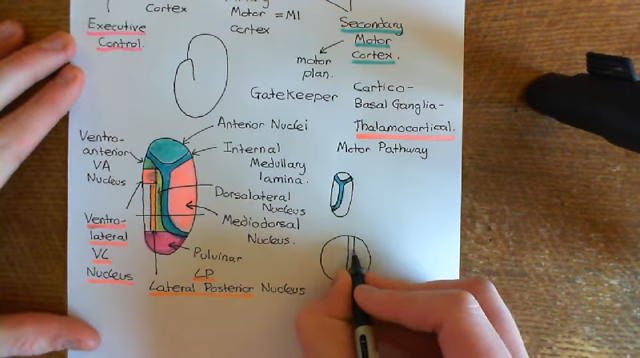 Cortex
Executive
Control.
Motor = MI
Cortex
Secondary
Motor
Cortex.
motor
plan.
Gatekeeper
Cortico-
Basal Ganglia-
Thalamocortical.
Motor Pathway
Anterior Nuclei
Internal
Medullary
lamina.
Dorsolateral
Nucleus
Mediodorsal
Nucleus.
Pulvinar
LP
Lateral Posterior Nucleus
Ventro-
anterior
VA
Nucleus
Ventro-
lateral
VL
Nucleus